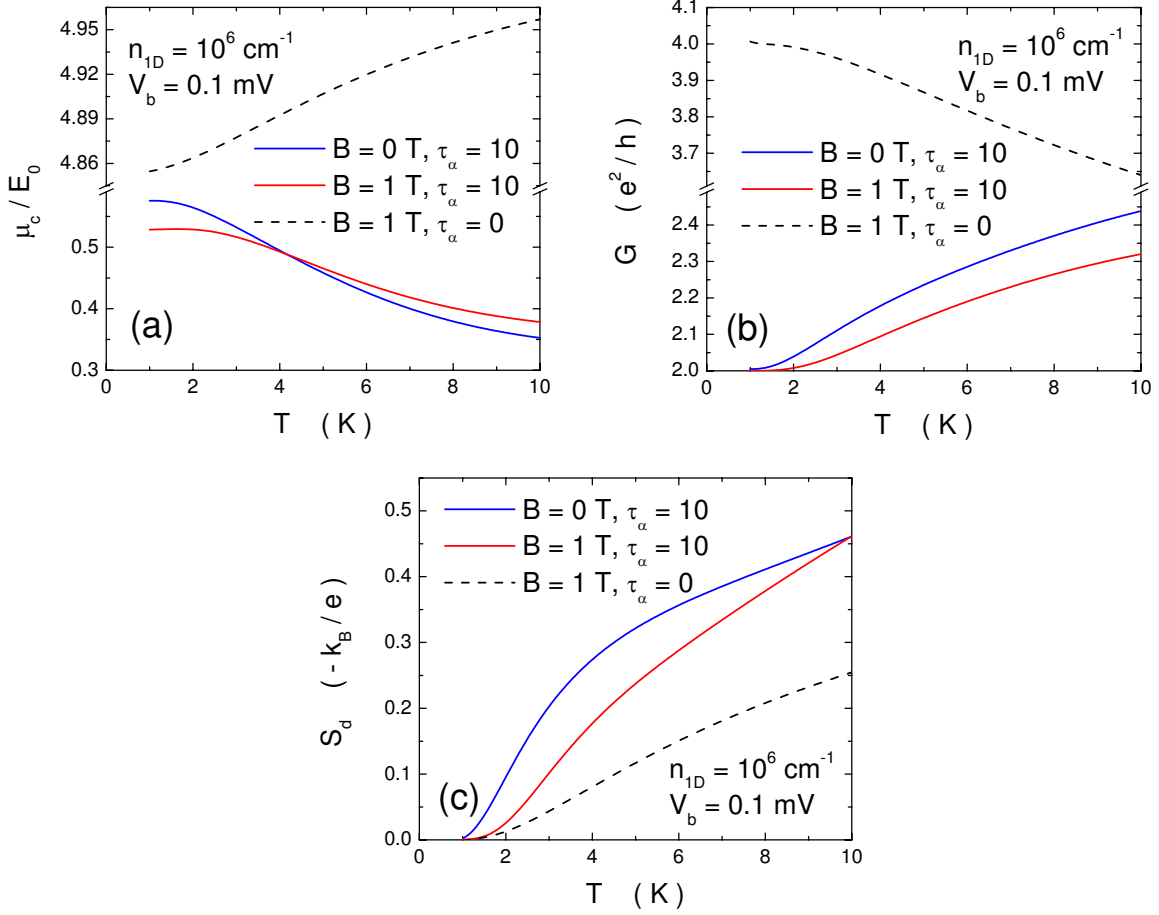 4.95
4.92
4.89
4.86
0.5
0.4
0.3
μc / E0
n1D = 10^6 cm^-1
Vb = 0.1 mV
B = 0 T, τα = 10
B = 1 T, τα = 10
B = 1 T, τα = 0
(a)
0 2 4 6 8 10
T ( K )
4.1
4.0
3.9
3.8
3.7
2.4
2.3
2.2
2.1
2.0
G ( e^2 / h )
n1D = 10^6 cm^-1
Vb = 0.1 mV
B = 0 T, τα = 10
B = 1 T, τα = 10
B = 1 T, τα = 0
(b)
0 2 4 6 8 10
T ( K )
0.5
0.4
0.3
0.2
0.1
0.0
Sd ( - kB / e )
B = 0 T, τα = 10
B = 1 T, τα = 10
B = 1 T, τα = 0
n1D = 10^6 cm^-1
Vb = 0.1 mV
(c)
0 2 4 6 8 10
T ( K )